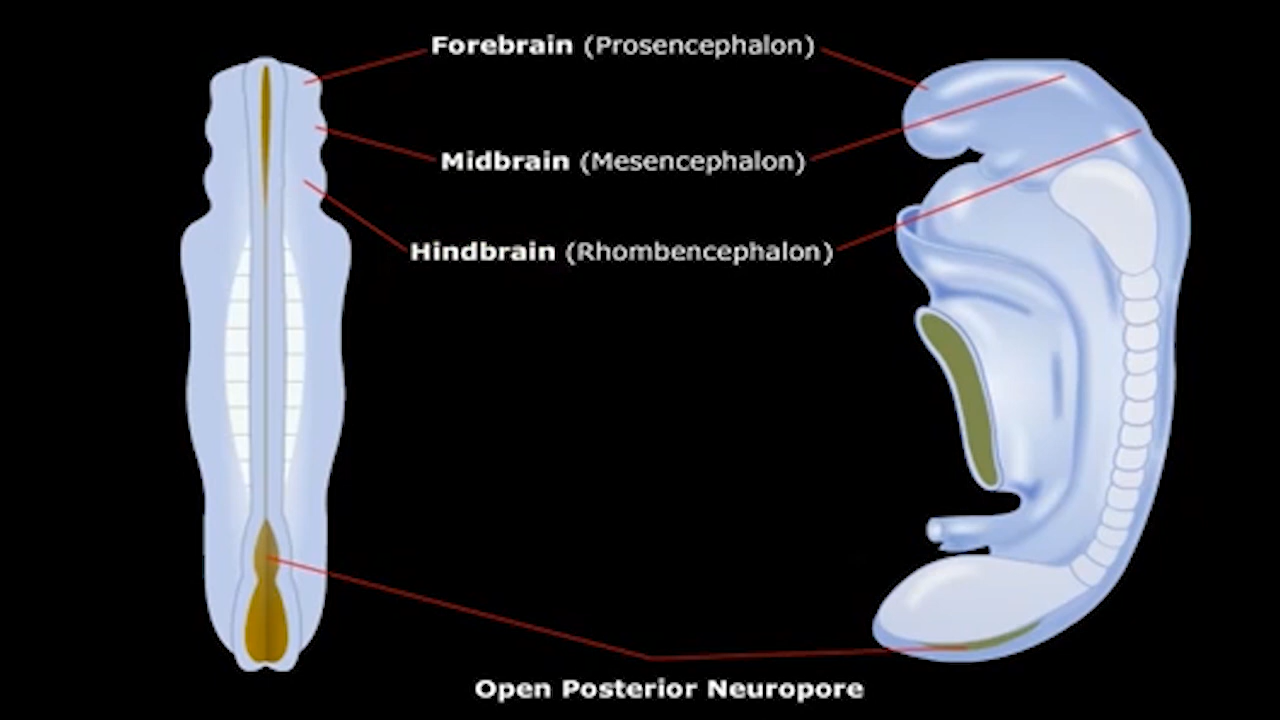 Forebrain (Prosencephalon)
Midbrain (Mesencephalon)
Hindbrain (Rhombencephalon)
Open Posterior Neuropore